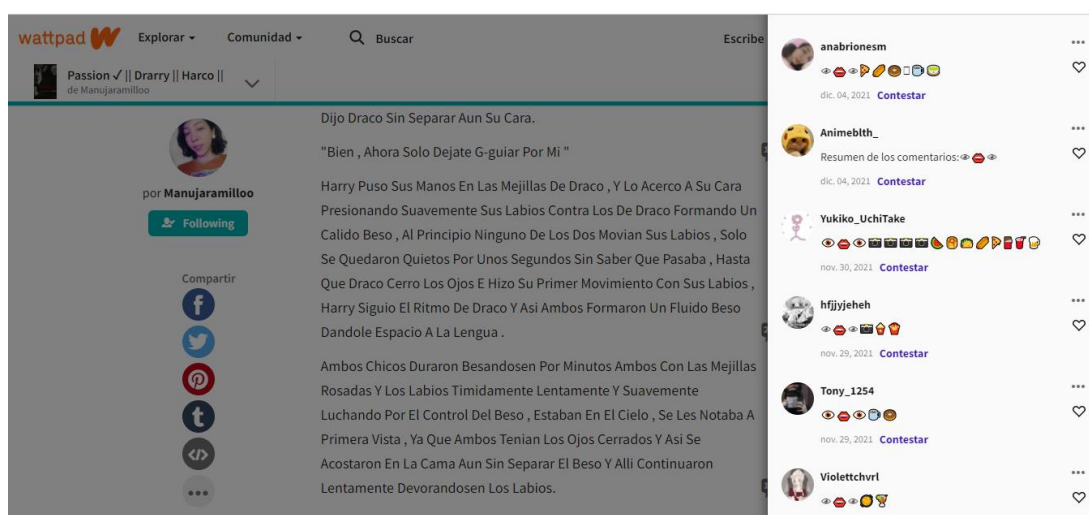 wattpad
Explorar
Comunidad
Buscar
Escribe
Passion ✓ || Drarry || Harco ||
de Manujaramilloo
por Manujaramilloo
Following
Compartir
Dijo Draco Sin Separar Aun Su Cara.
"Bien , Ahora Solo Dejate G-guiar Por Mi "
Harry Puso Sus Manos En Las Mejillas De Draco , Y Lo Acerco A Su Cara
Presionando Suavemente Sus Labios Contra Los De Draco Formando Un
Calido Beso , Al Principio Ninguno De Los Dos Movian Sus Labios , Solo
Se Quedaron Quietos Por Unos Segundos Sin Saber Que Pasaba , Hasta
Que Draco Cerro Los Ojos E Hizo Su Primer Movimiento Con Sus Labios ,
Harry Siguio El Ritmo De Draco Y Asi Ambos Formaron Un Fluido Beso
Dandole Espacio A La Lengua .
Ambos Chicos Duraron Besandosen Por Minutos Ambos Con Las Mejillas
Rosadas Y Los Labios Timidamente Lentamente Y Suavemente
Luchando Por El Control Del Beso , Estaban En El Cielo , Se Les Notaba A
Primera Vista , Ya Que Ambos Tenian Los Ojos Cerrados Y Asi Se
Acostaron En La Cama Aun Sin Separar El Beso Y Alli Continuaron
Lentamente Devorandosen Los Labios.
anabrionesm
👁👄👁🍕🥖🍩▯☕🍵
dic. 04, 2021 Contestar
Animeblth_
Resumen de los comentarios:👁👄👁
dic. 04, 2021 Contestar
Yukiko_UchiTake
nov. 30, 2021 Contestar
hfjjyjeheh
nov. 29, 2021 Contestar
Tony_1254
nov. 29, 2021 Contestar
Violettchvrl